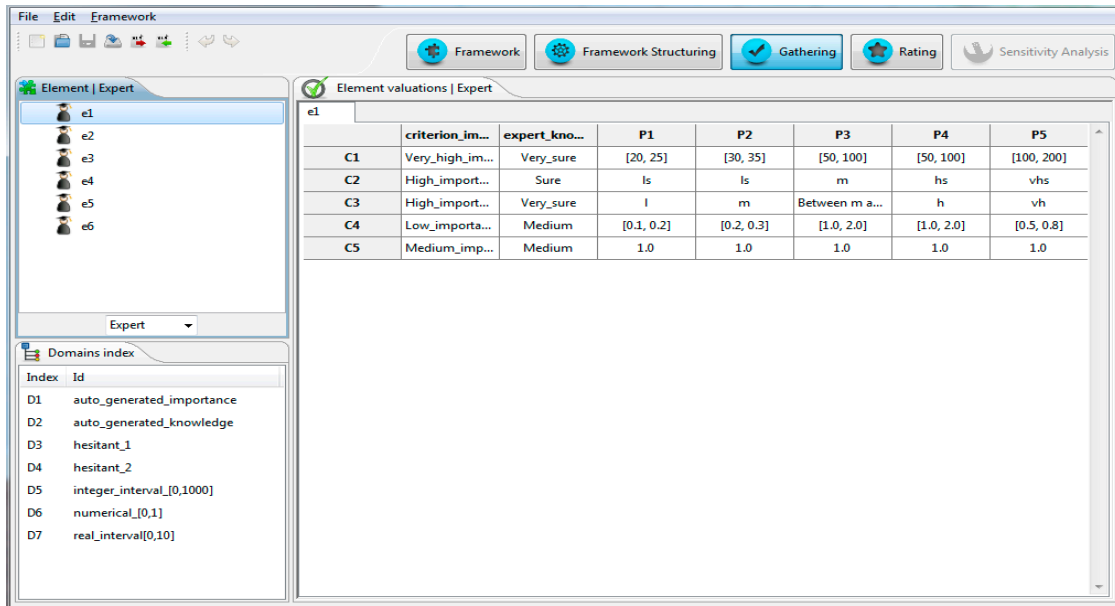 File Edit Framework
Framework Framework Structuring Gathering Rating Sensitivity Analysis
Element | Expert
e1
e2
e3
e4
e5
e6
Expert
Domains index
Index Id
D1 auto_generated_importance
D2 auto_generated_knowledge
D3 hesitant_1
D4 hesitant_2
D5 integer_interval_[0,1000]
D6 numerical_[0,1]
D7 real_interval[0,10]
Element valuations | Expert
e1
criterion_im... expert_kno... P1 P2 P3 P4 P5
C1 Very_high_im... Very_sure [20, 25] [30, 35] [50, 100] [50, 100] [100, 200]
C2 High_import... Sure ls ls m hs vhs
C3 High_import... Very_sure l m Between m a... h vh
C4 Low_importa... Medium [0.1, 0.2] [0.2, 0.3] [1.0, 2.0] [1.0, 2.0] [0.5, 0.8]
C5 Medium_imp... Medium 1.0 1.0 1.0 1.0 1.0